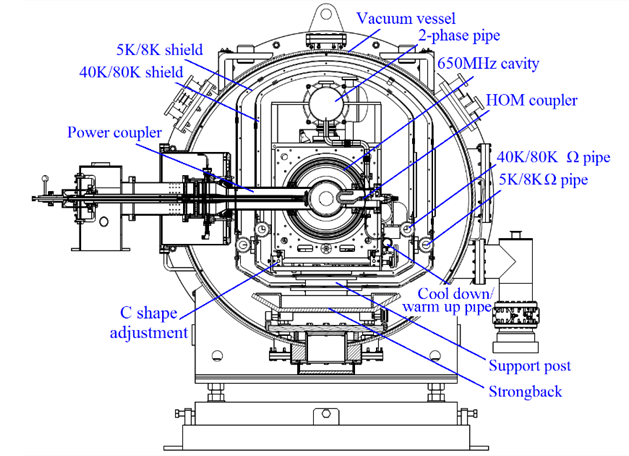 Vacuum vessel
2-phase pipe
5K/8K shield
650MHz cavity
40K/80K shield
HOM coupler
Power coupler
40K/80K Ω pipe
5K/8KΩ pipe
Cool down/
warm up pipe
C shape
adjustment
Support post
Strongback